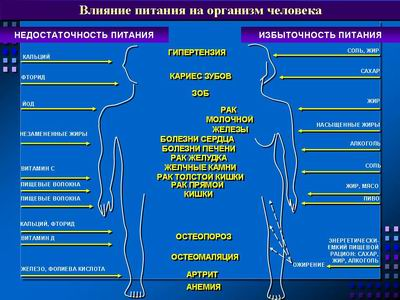 Влияние питания на организм человека
НЕДОСТАТОЧНОСТЬ ПИТАНИЯ
ИЗБЫТОЧНОСТЬ ПИТАНИЯ
КАЛЬЦИЙ
ФТОРИД
ЙОД
НЕЗАМЕНЕННЫЕ ЖИРЫ
ВИТАМИН С
ПИЩЕВЫЕ ВОЛОКНА
ПИЩЕВЫЕ ВОЛОКНА
КАЛЬЦИЙ, ФТОРИД
ВИТАМИН D
ЖЕЛЕЗО, ФОЛИЕВА КИСЛОТА
ГИПЕРТЕНЗИЯ
КАРИЕС ЗУБОВ
ЗОБ
РАК
МОЛОЧНОЙ
ЖЕЛЕЗЫ
БОЛЕЗНИ СЕРДЦА
БОЛЕЗНИ ПЕЧЕНИ
РАК ЖЕЛУДКА
ЖЕЛЧНЫЕ КАМНИ
РАК ТОЛСТОЙ КИШКИ
РАК ПРЯМОЙ
КИШКИ
ОСТЕОПОРОЗ
ОСТЕОМАЛЯЦИЯ
АРТРИТ
АНЕМИЯ
СОЛЬ, ЖИР
САХАР
ЖИР
НАСЫЩЕННЫЕ ЖИРЫ
АЛКОГОЛЬ
СОЛЬ
ЖИР, МЯСО
ПИВО
ЭНЕРГЕТИЧЕСКИ
ЕМКИЙ ПИЩЕВОЙ
РАЦИОН: САХАР,
ЖИР, АЛКОГОЛЬ
ОЖИРЕНИЕ